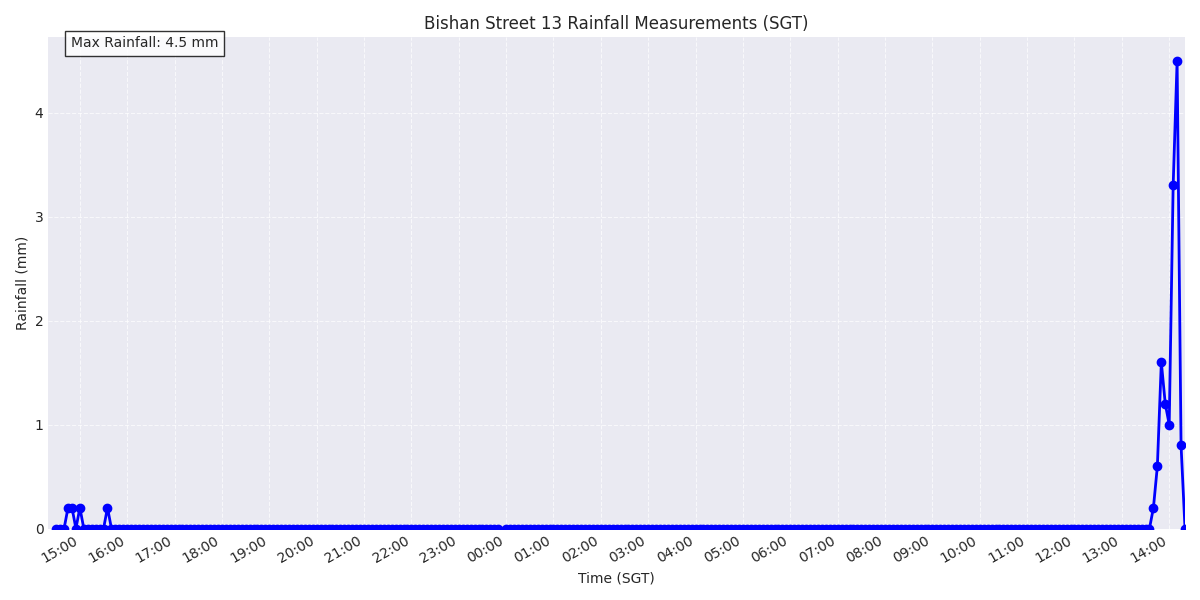 Bishan Street 13 Rainfall Measurements (SGT)
Max Rainfall: 4.5 mm
4
3
2
1
0
Rainfall (mm)
15:00 16:00 17:00 18:00 19:00 20:00 21:00 22:00 23:00 00:00 01:00 02:00 03:00 04:00 05:00 06:00 07:00 08:00 09:00 10:00 11:00 12:00 13:00 14:00
Time (SGT)